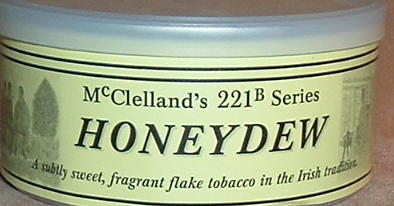 McClelland's 221B Series
HONEYDEW
A subtly sweet, fragrant flake tobacco in the Irish tradition.